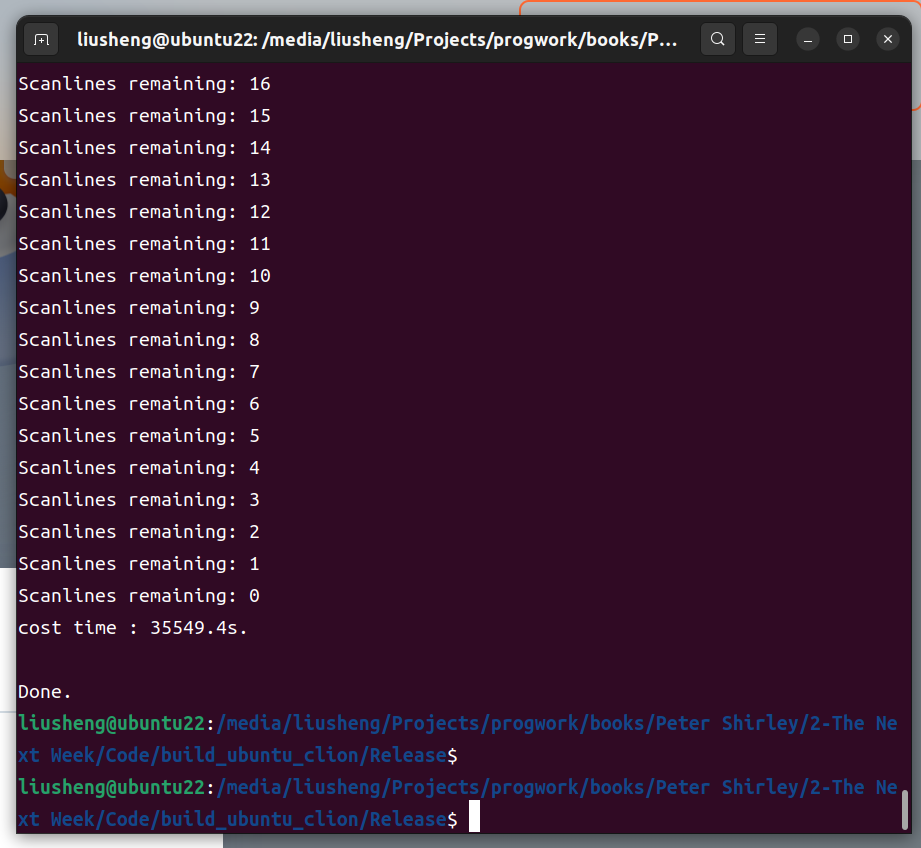 liusheng@ubuntu22: /media/liusheng/Projects/progwork/books/P...
Scanlines remaining: 16
Scanlines remaining: 15
Scanlines remaining: 14
Scanlines remaining: 13
Scanlines remaining: 12
Scanlines remaining: 11
Scanlines remaining: 10
Scanlines remaining: 9
Scanlines remaining: 8
Scanlines remaining: 7
Scanlines remaining: 6
Scanlines remaining: 5
Scanlines remaining: 4
Scanlines remaining: 3
Scanlines remaining: 2
Scanlines remaining: 1
Scanlines remaining: 0
cost time : 35549.4s.
Done.
liusheng@ubuntu22:/media/liusheng/Projects/progwork/books/Peter Shirley/2-The Ne
xt Week/Code/build_ubuntu_clion/Release$
liusheng@ubuntu22:/media/liusheng/Projects/progwork/books/Peter Shirley/2-The Ne
xt Week/Code/build_ubuntu_clion/Release$